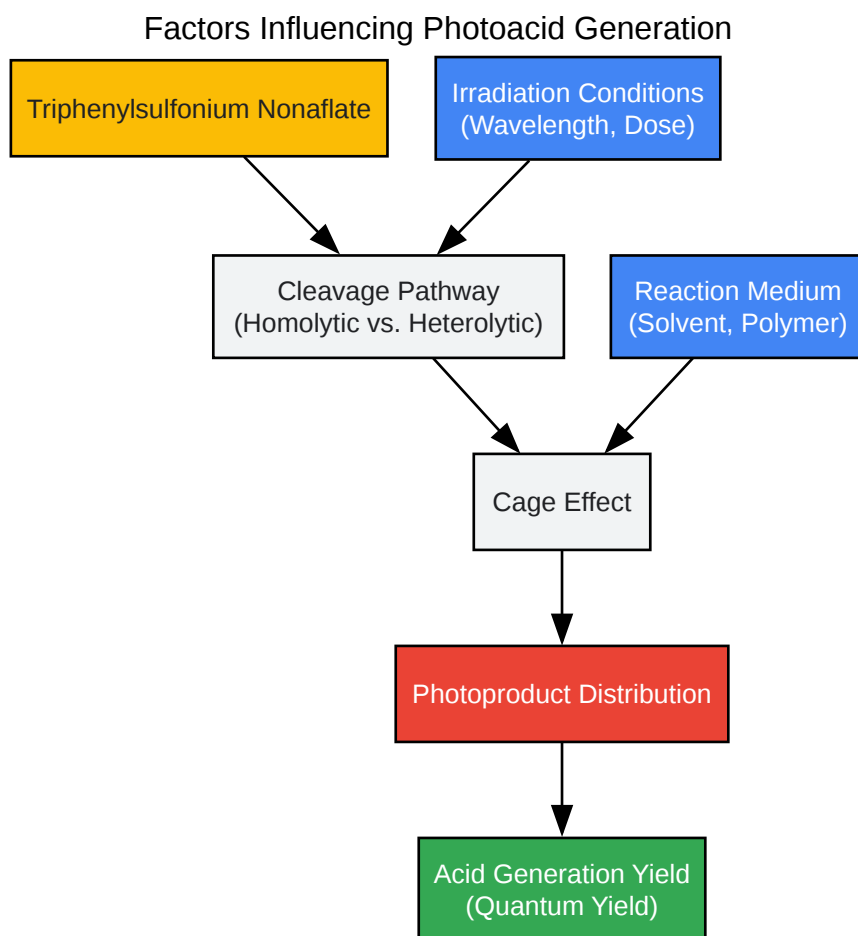 Factors Influencing Photoacid Generation
Triphenylsulfonium Nonaflate
Irradiation Conditions
(Wavelength, Dose)
Cleavage Pathway
(Homolytic vs. Heterolytic)
Reaction Medium
(Solvent, Polymer)
Cage Effect
Photoproduct Distribution
Acid Generation Yield
(Quantum Yield)